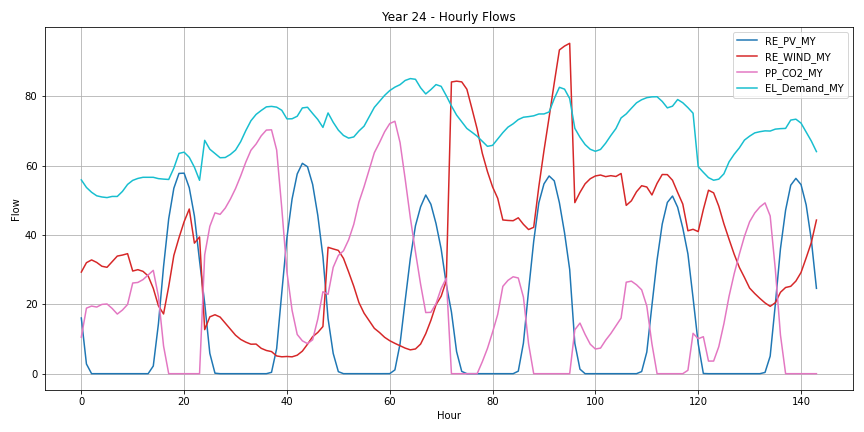 Year 24 - Hourly Flows
RE_PV_MY
RE_WIND_MY
PP_CO2_MY
EL_Demand_MY
Flow
80
60
40
20
0
0 20 40 60 80 100 120 140
Hour